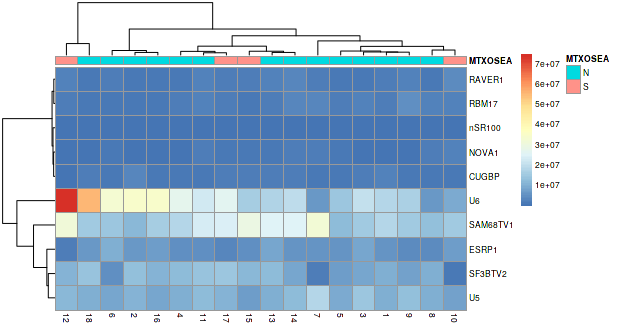 MTXOSEA
RAVER1
RBM17
nSR100
NOVA1
CUGBP
U6
SAM68TV1
ESRP1
SF3BTV2
U5
12 18 6 2 16 4 11 17 15 13 14 7 5 3 1 9 8 10
7e+07
6e+07
5e+07
4e+07
3e+07
2e+07
1e+07
MTXOSEA
N
S